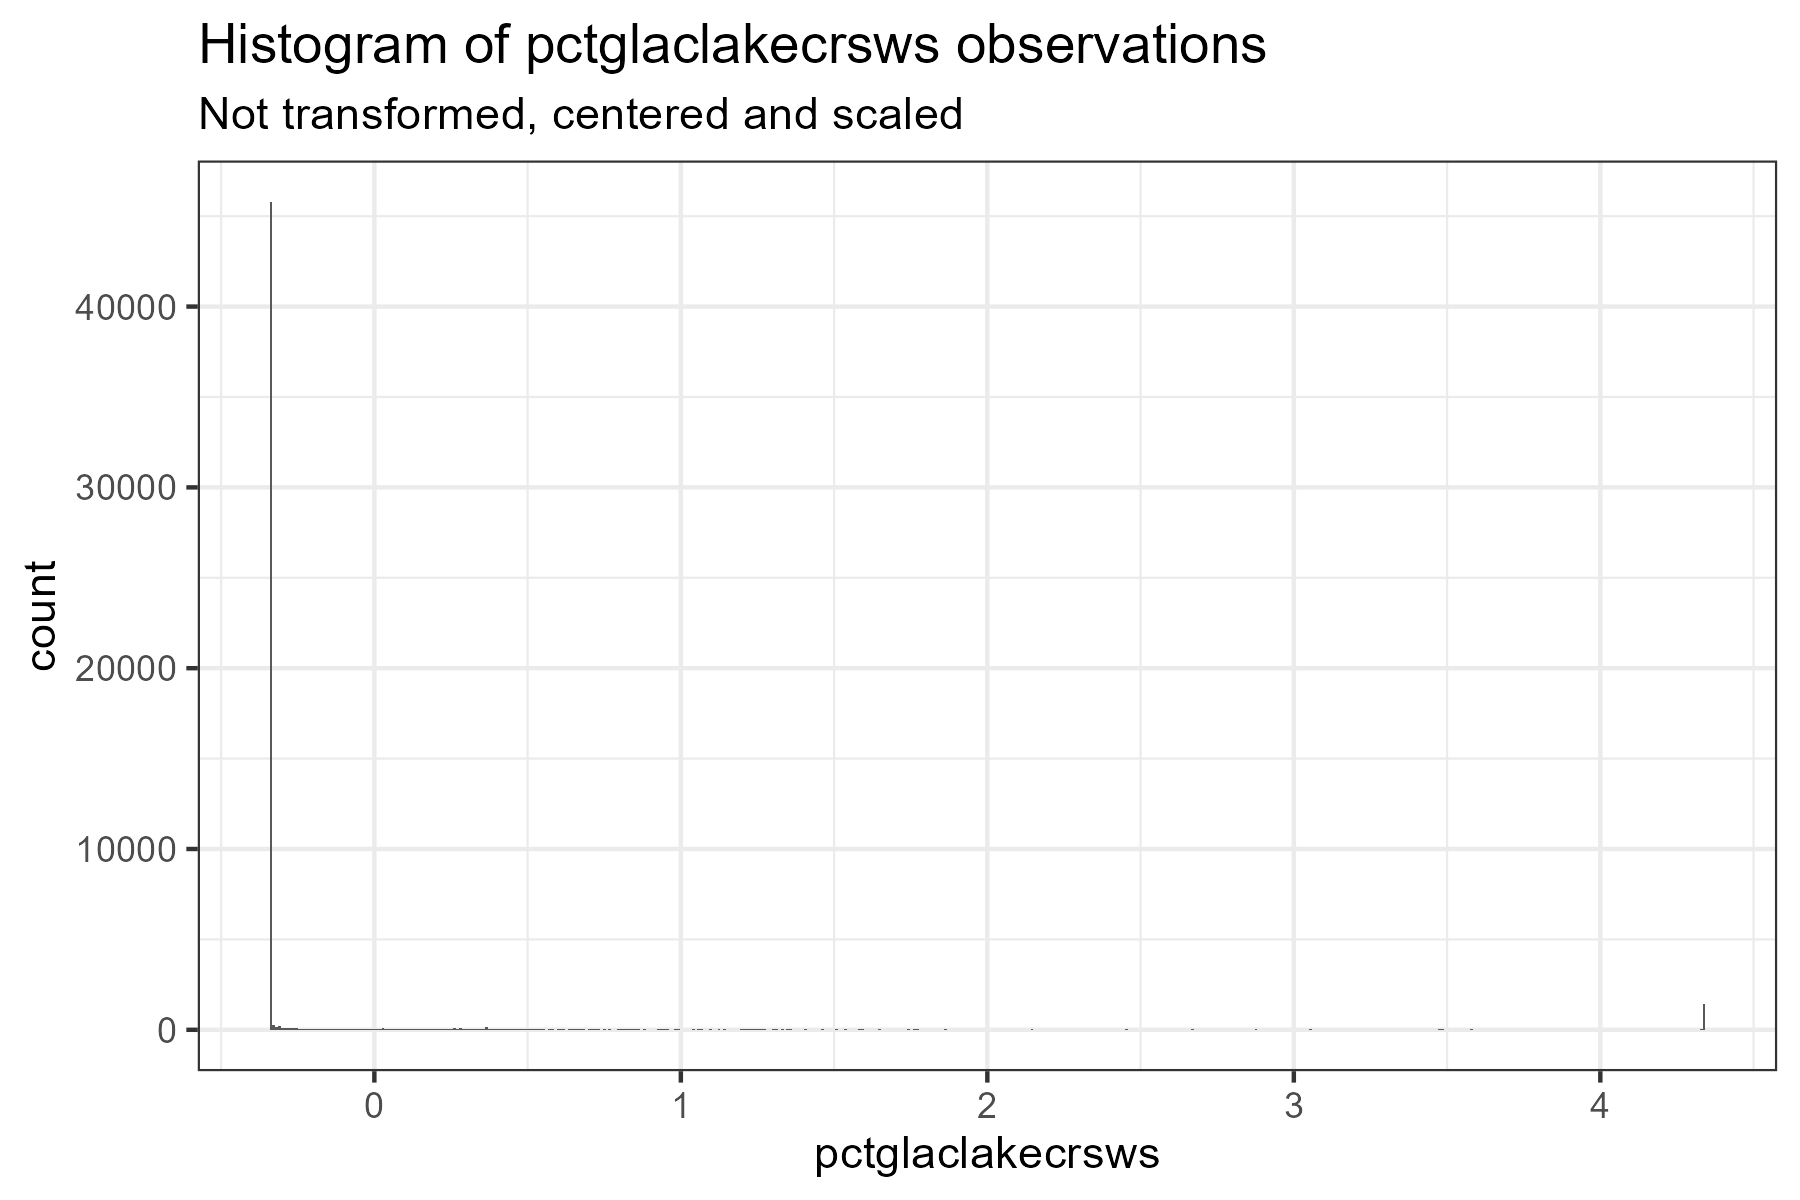 Histogram of pctglaclakecrsws observations
Not transformed, centered and scaled
count
40000
30000
20000
10000
0
0 1 2 3 4
pctglaclakecrsws